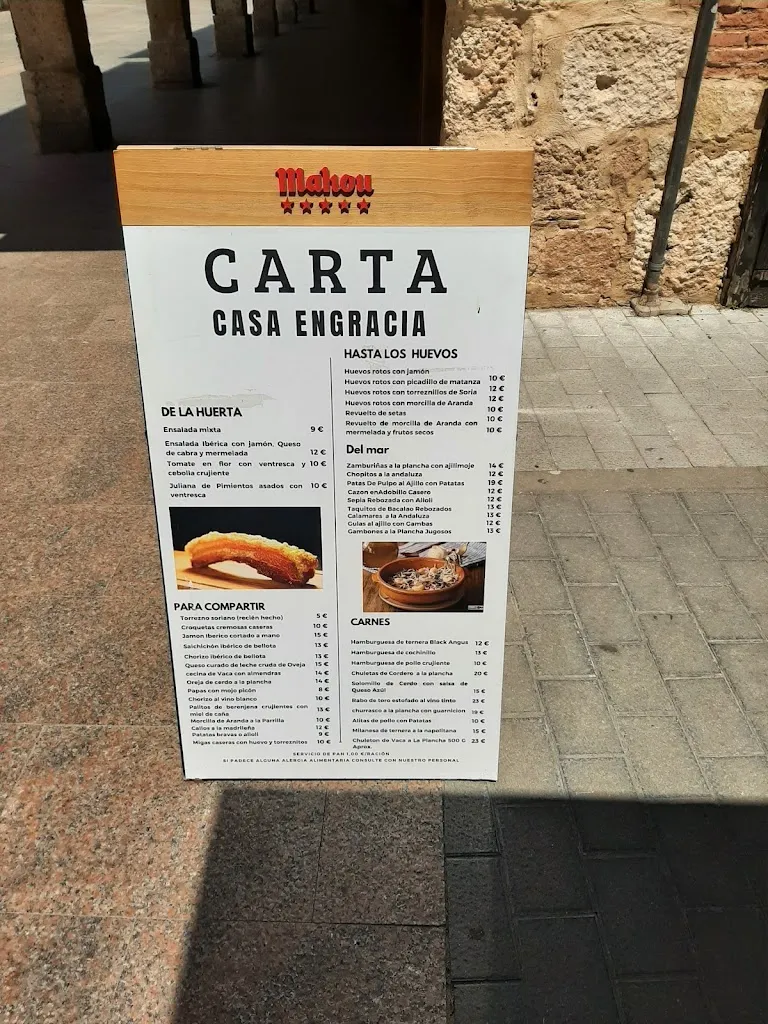 Mahou
CARTA
CASA ENGRACIA
DE LA HUERTA
Ensalada mixta 9 €
Ensalada Ibérica con jamón, Queso
de cabra y mermelada 12 €
Tomate en flor con ventresca y 10 €
cebolla crujiente
Juliana de Pimientos asados con 10 €
ventresca
PARA COMPARTIR
Torrezno soriano (recién hecho) 5 €
Croquetas cremosas caseras 10 €
Jamon Iberico cortado a mano 15 €
Salchichón ibérico de bellota 13 €
Chorizo ibérico de bellota 13 €
Queso curado de leche cruda de Oveja 15 €
cecina de Vaca con almendras 14 €
Oreja de cerdo a la plancha 14 €
Papas con mojo picón 8 €
Chorizo al vino blanco 10 €
Palitos de berenjena crujientes con
miel de caña 13 €
Morcilla de Aranda a la Parrilla 10 €
Callos a la madrileña 12 €
Patatas bravas o alioli 9 €
Migas caseras con huevo y torreznitos 10 €
HASTA LOS HUEVOS
Huevos rotos con jamón 10 €
Huevos rotos con picadillo de matanza 12 €
Huevos rotos con torreznillos de Soria 12 €
Huevos rotos con morcilla de Aranda 10 €
Revuelto de setas 10 €
Revuelto de morcilla de Aranda con
mermelada y frutos secos 10 €
Del mar
Zamburiñas a la plancha con ajilimoje 14 €
Chopitos a la andaluza 12 €
Patas De Pulpo al Ajillo con Patatas 19 €
Cazon enAdobillo Casero 12 €
Sepia Rebozada con Alioli 12 €
Taquitos de Bacalao Rebozados 13 €
Calamares a la Andaluza 13 €
Gulas al ajillo con Gambas 12 €
Gambones a la Plancha Jugosos 13 €
CARNES
Hamburguesa de ternera Black Angus 12 €
Hamburguesa de cochinillo 13 €
Hamburguesa de pollo crujiente 10 €
Chuletas de Cordero a la plancha 20 €
Solomillo de Cerdo con salsa de
Queso Azúl 15 €
Rabo de toro estofado al vino tinto 23 €
churrasco a la plancha con guarnicion
Alitas de pollo con Patatas 10 €
Milanesa de ternera a la napolitana 15 €
Chuleton de Vaca a La Plancha 500 G 23 €
Aprox.
SERVICIO DE PAN 1,00 €/RACIÓN
SI PADECE ALGUNA ALERGIA ALIMENTARIA CONSULTE CON NUESTRO PERSONAL